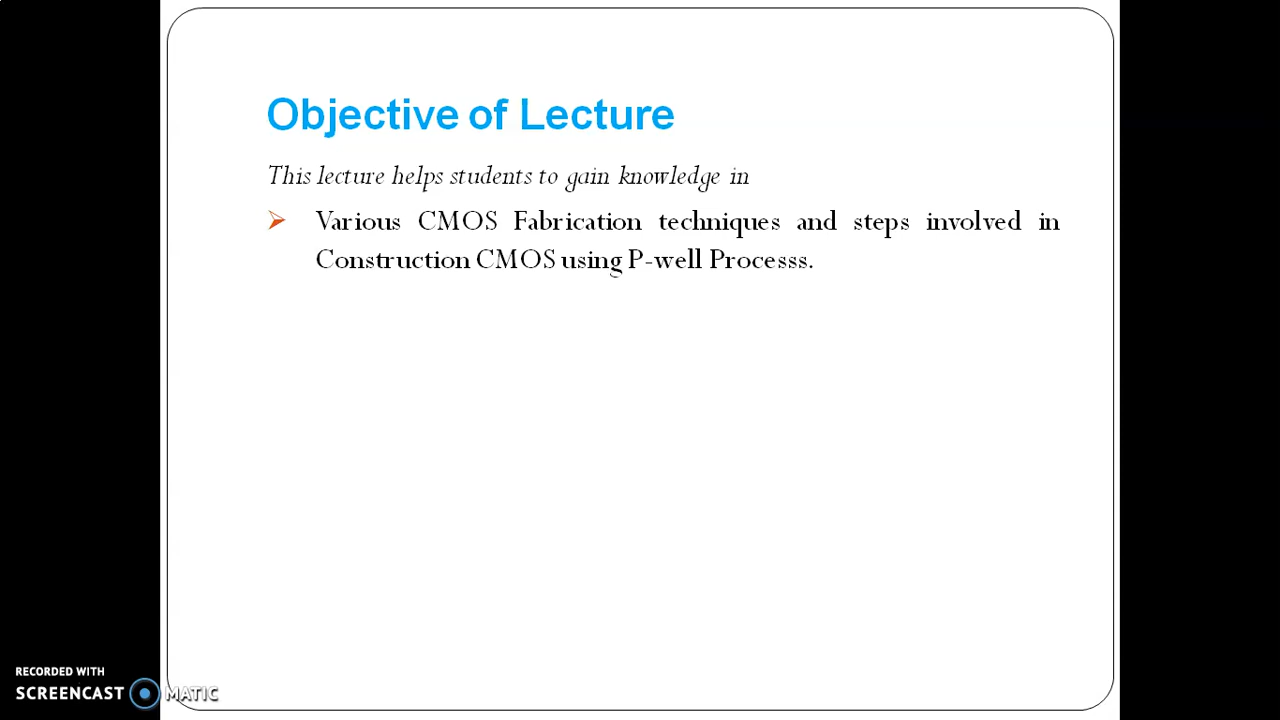 Objective of Lecture
This lecture helps students to gain knowledge in
Various CMOS Fabrication techniques and steps involved in
Construction CMOS using P-well Processs.
RECORDED WITH
SCREENCAST MATIC